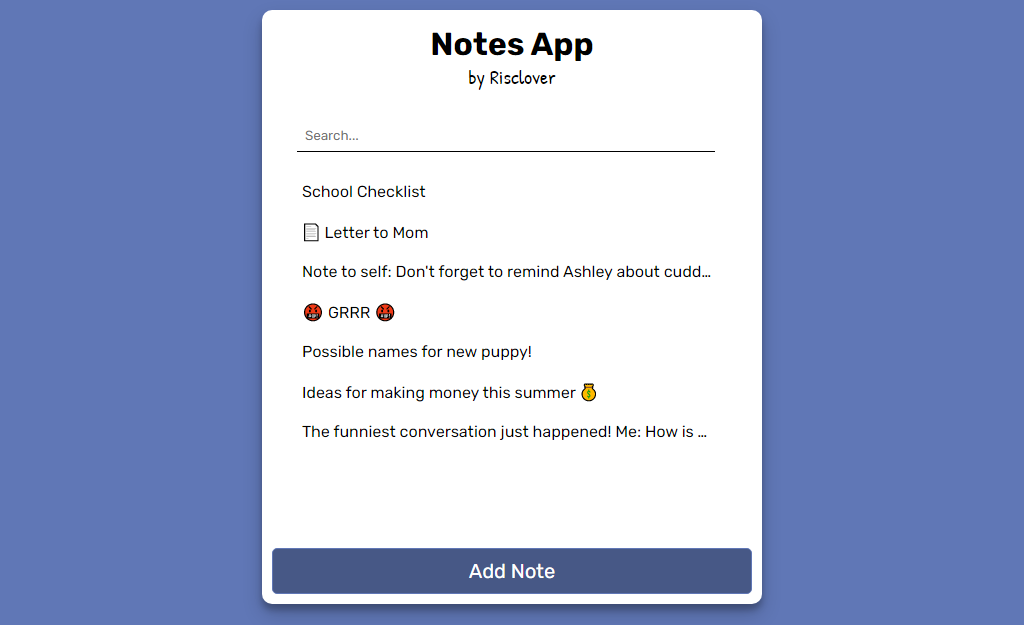 Notes App
by Risclover
Search...
School Checklist
📄 Letter to Mom
Note to self: Don't forget to remind Ashley about cudd…
🤬 GRRR 🤬
Possible names for new puppy!
Ideas for making money this summer 💰
The funniest conversation just happened! Me: How is …
Add Note